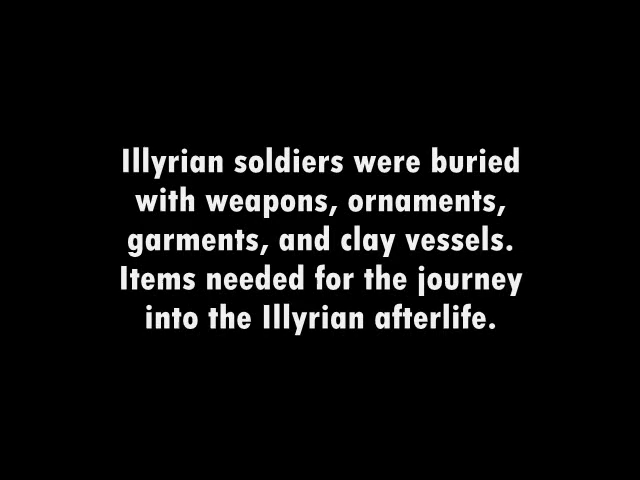 Illyrian soldiers were buried
with weapons, ornaments,
garments, and clay vessels.
Items needed for the journey
into the Illyrian afterlife.